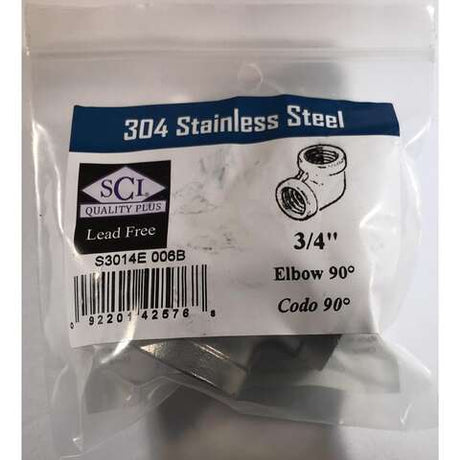 304 Stainless Steel
SCI
QUALITY PLUS
Lead Free
3/4"
S3014E 006B
Elbow 90°
Codo 90°
0 92201 42576 8